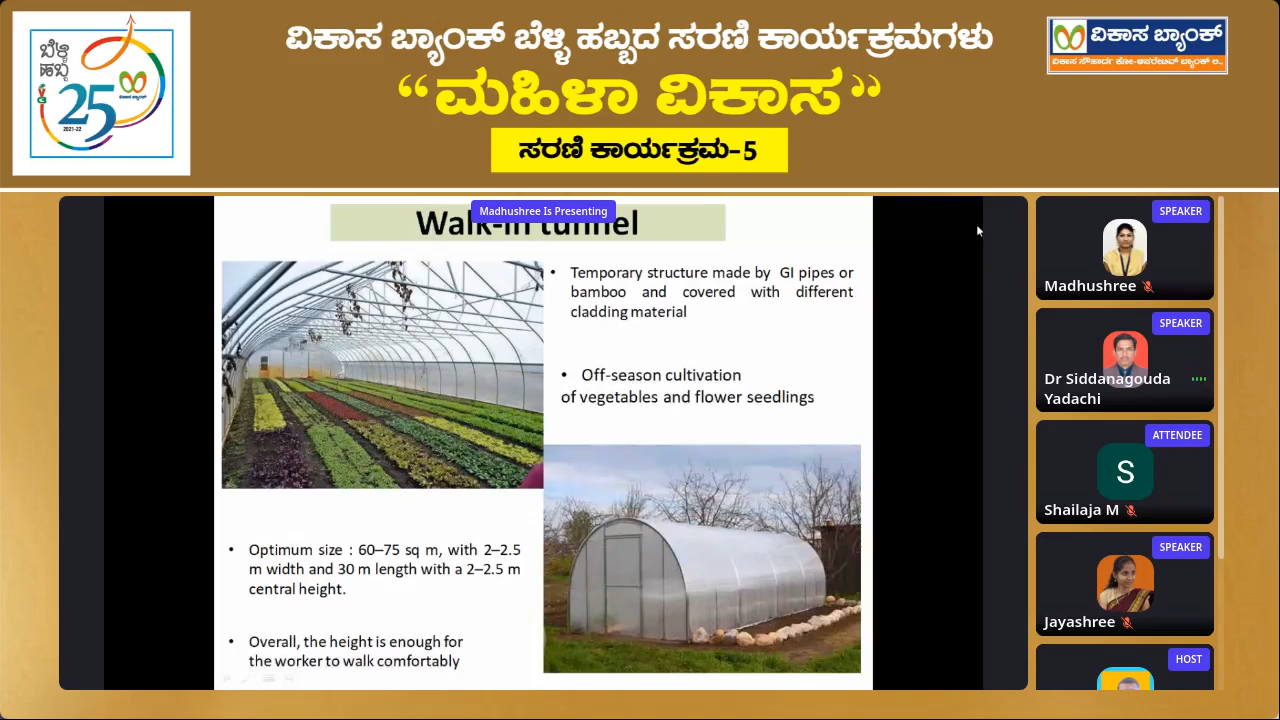 ಬೆಳ್ಳಿ
ಹಬ್ಬ
25
2021-22
ವಿಕಾಸ ಬ್ಯಾಂಕ್ ಬೆಳ್ಳಿ ಹಬ್ಬದ ಸರಣಿ ಕಾರ್ಯಕ್ರಮಗಳು
“ಮಹಿಳಾ ವಿಕಾಸ”
ಸರಣಿ ಕಾರ್ಯಕ್ರಮ-5
ವಿಕಾಸ ಬ್ಯಾಂಕ್
ವಿಕಾಸ ಸೌಹಾರ್ದ ಕೋ-ಆಪರೇಟಿವ್ ಬ್ಯಾಂಕ್ ಲಿ.,
Madhushree Is Presenting
Walk-in tunnel
• Temporary structure made by GI pipes or
bamboo and covered with different
cladding material
• Off-season cultivation
of vegetables and flower seedlings
• Optimum size : 60–75 sq m, with 2–2.5
m width and 30 m length with a 2–2.5 m
central height.
• Overall, the height is enough for
the worker to walk comfortably
SPEAKER
Madhushree
SPEAKER
Dr Siddanagouda
Yadachi
ATTENDEE
S
Shailaja M
SPEAKER
Jayashree
HOST